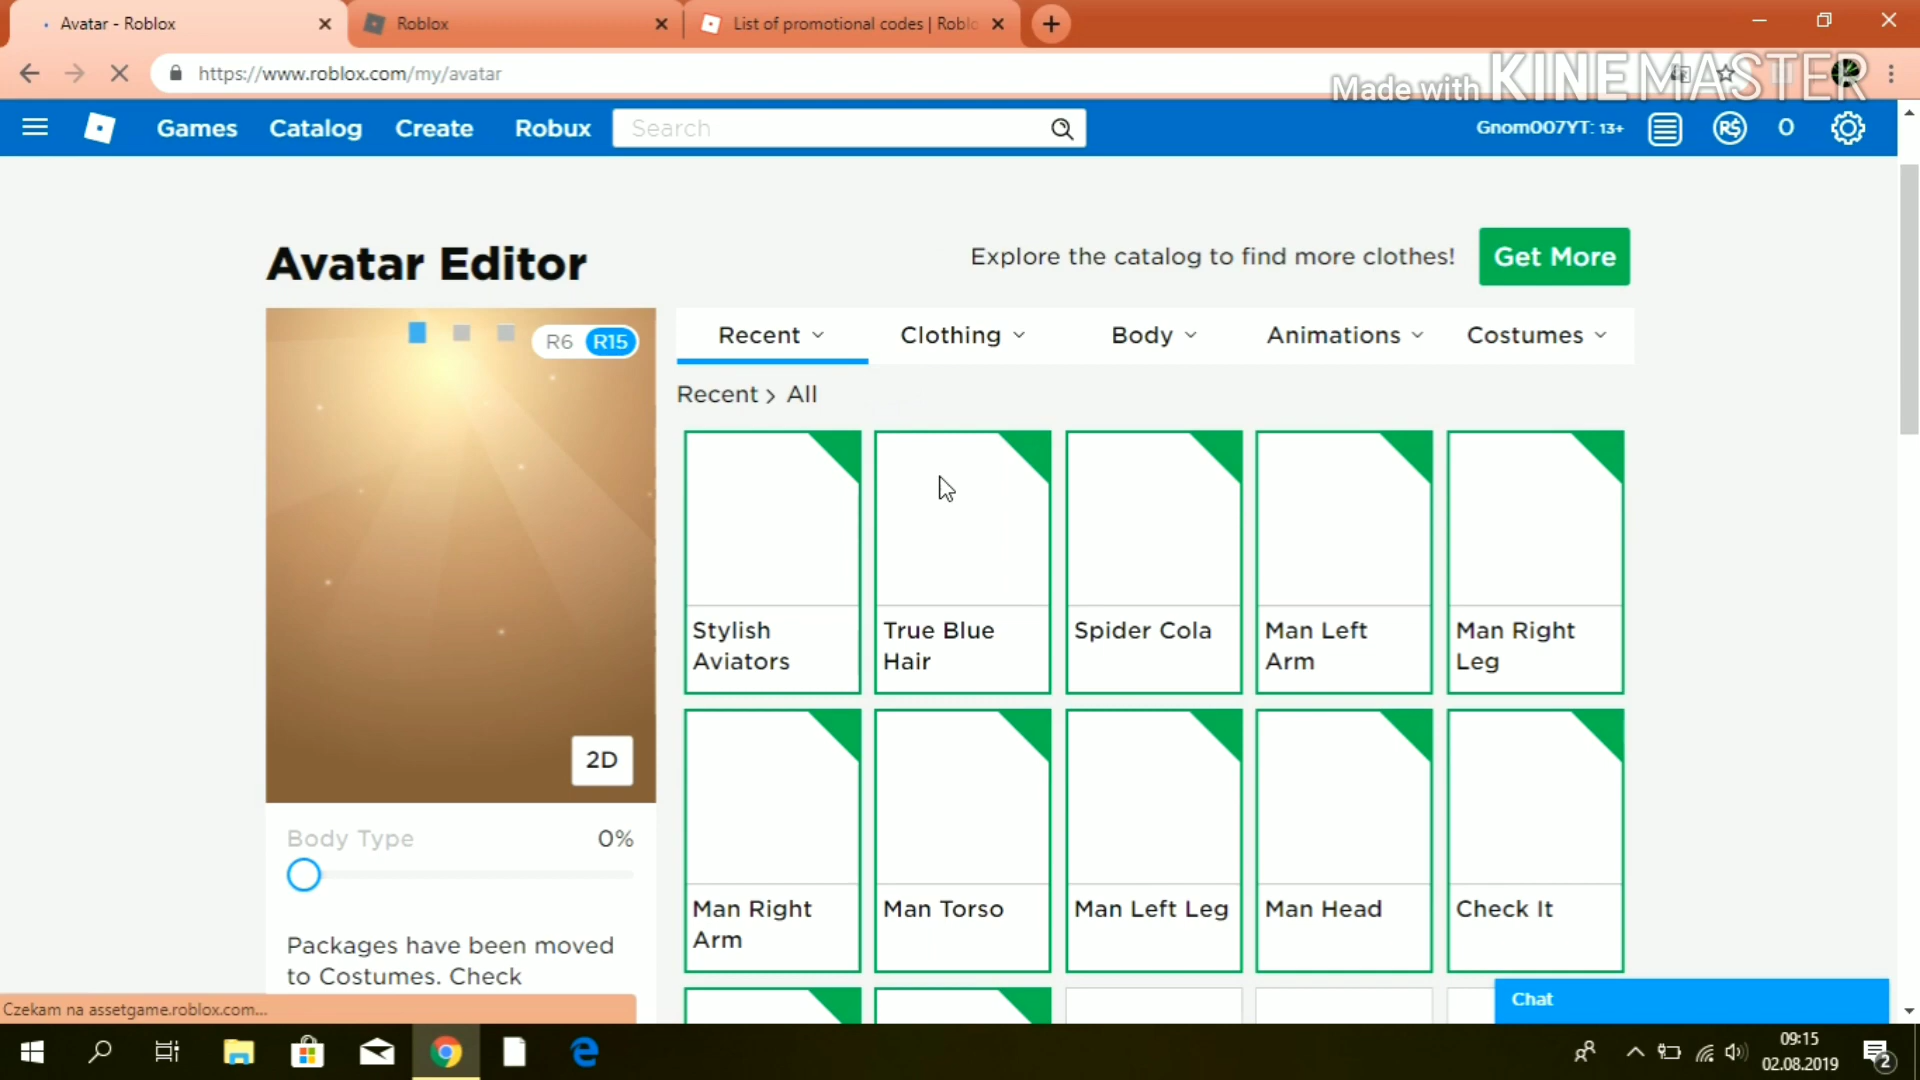 Avatar - Roblox
Roblox
List of promotional codes | Roblo
https://www.roblox.com/my/avatar
Made with KINEMASTER
Games Catalog Create Robux Search
Gnom007YT: 13+
R$ 0
Avatar Editor
Explore the catalog to find more clothes!
Get More
R6 R15
Recent Clothing Body Animations Costumes
Recent > All
Stylish
Aviators
True Blue
Hair
Spider Cola
Man Left
Arm
Man Right
Leg
2D
Body Type 0%
Man Right
Arm
Man Torso
Man Left Leg
Man Head
Check It
Packages have been moved
to Costumes. Check
Chat
Czekam na assetgame.roblox.com...
09:15
02.08.2019
2